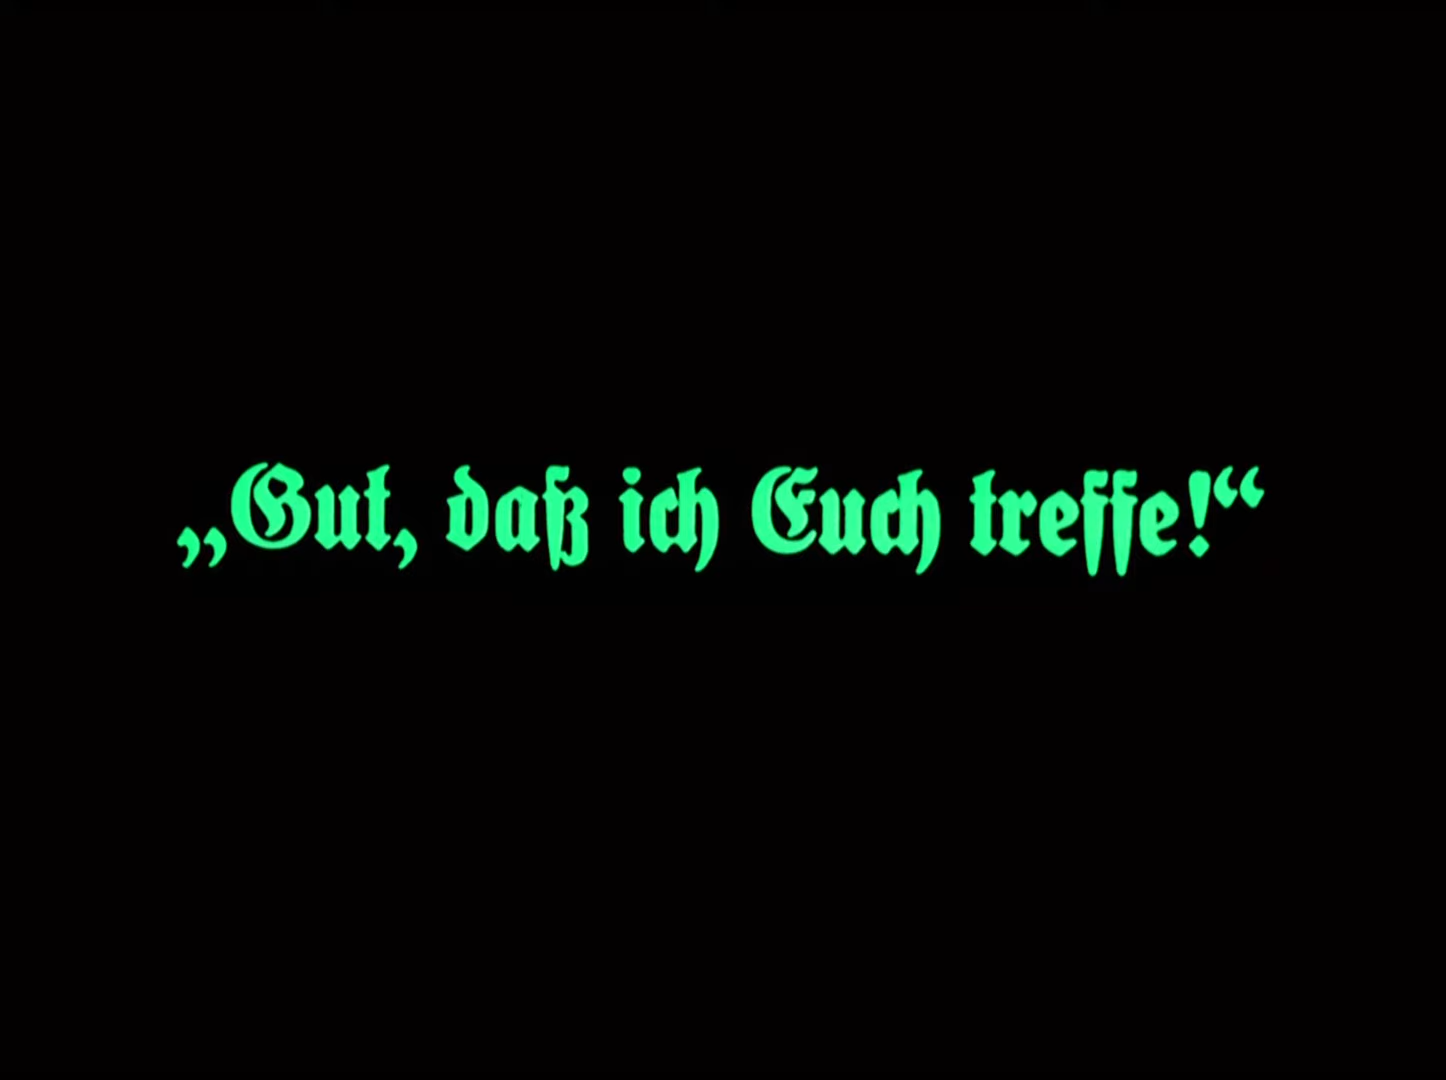 „Gut, daß ich Euch treffe!“